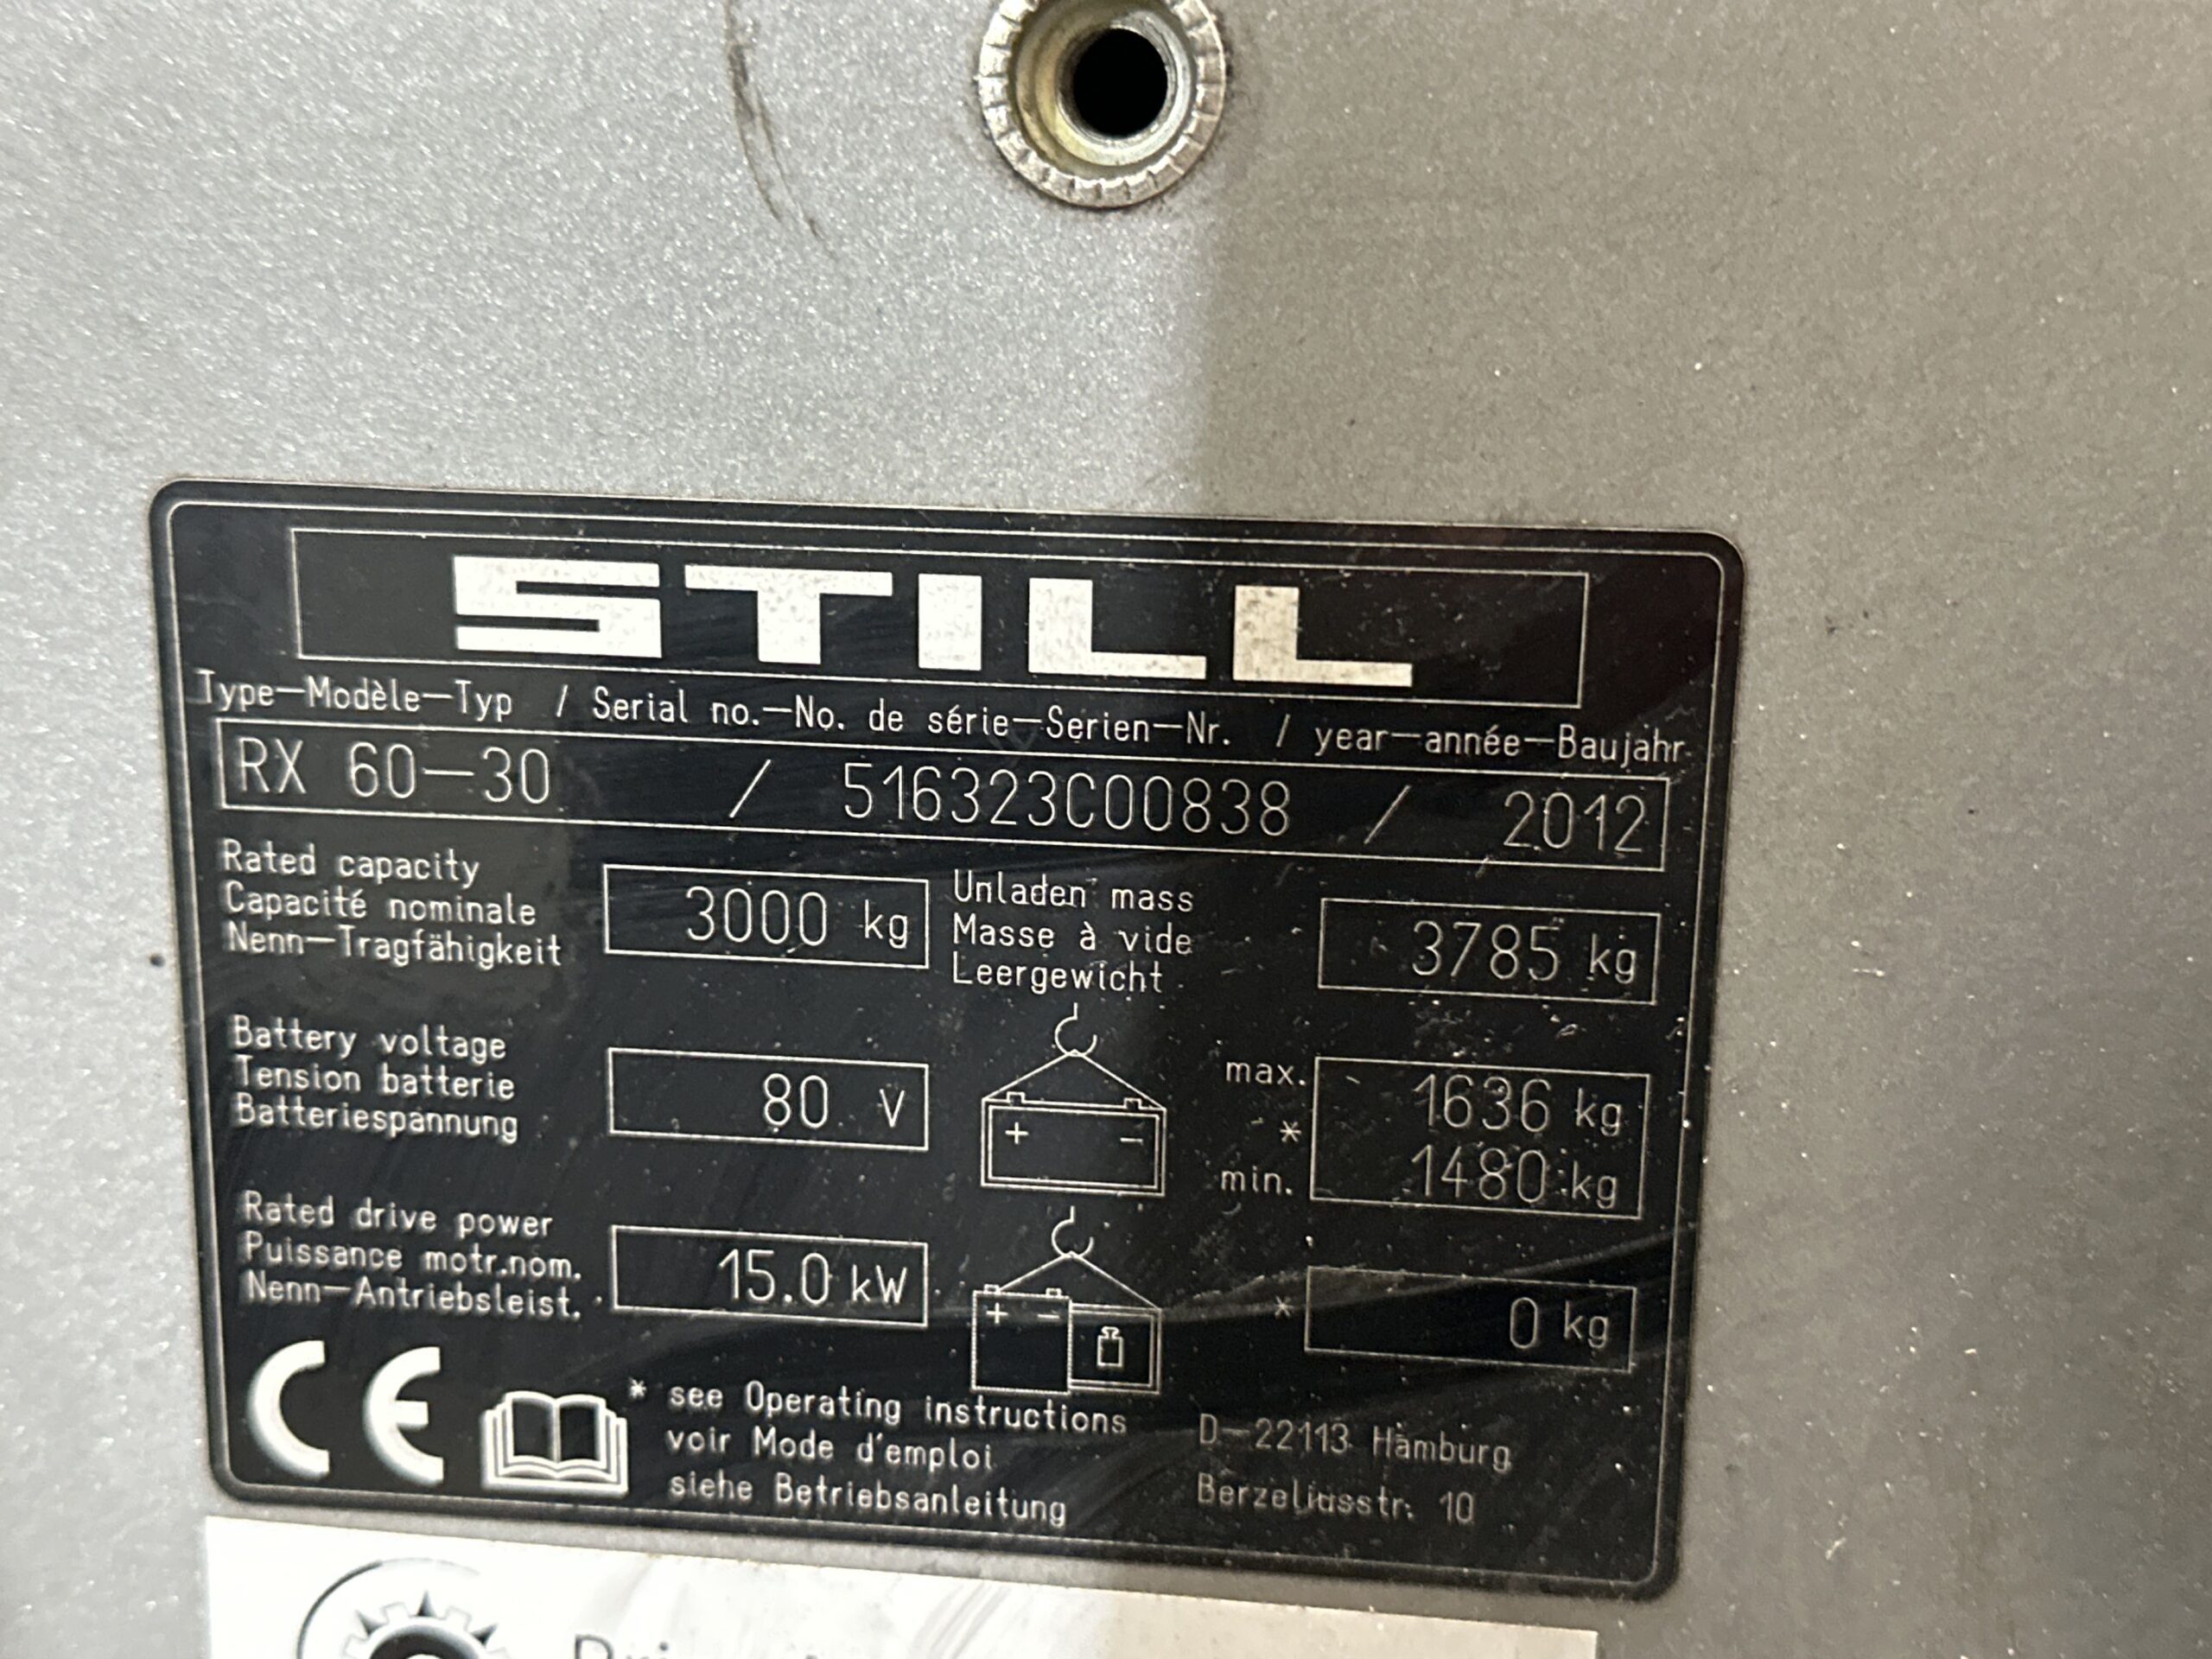 STILL
Type-Modèle-Typ / Serial no.-No. de série-Serien-Nr. / year-année-Baujahr
RX 60-30 / 516323C00838 / 2012
Rated capacity
Capacité nominale
Nenn-Tragfähigkeit
3000 kg
Unladen mass
Masse à vide
Leergewicht
3785 kg
Battery voltage
Tension batterie
Batteriespannung
80 V
+ -
max. 1636 kg
*
min. 1480 kg
Rated drive power
Puissance motr.nom.
Nenn-Antriebsleist.
15.0 kW
+ -
* 0 kg
CE
* see Operating instructions
voir Mode d'emploi
siehe Betriebsanleitung
D-22113 Hamburg
Berzeliusstr. 10